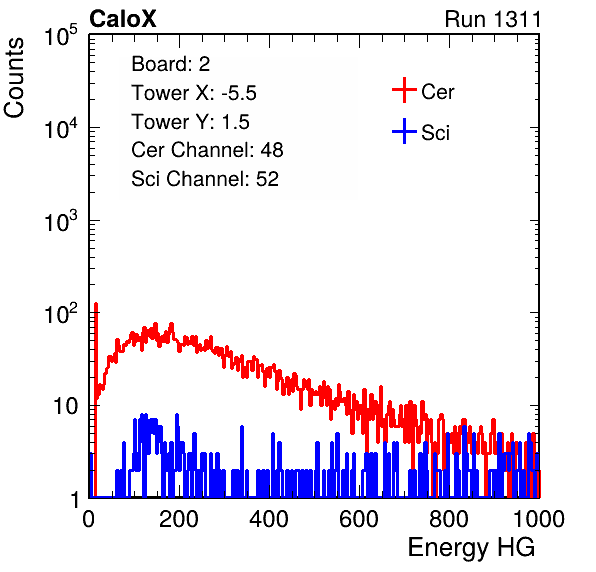 CaloX Run 1311
Counts
Board: 2
Tower X: -5.5
Tower Y: 1.5
Cer Channel: 48
Sci Channel: 52
Cer
Sci
10^5
10^4
10^3
10^2
10
1
0 200 400 600 800 1000
Energy HG